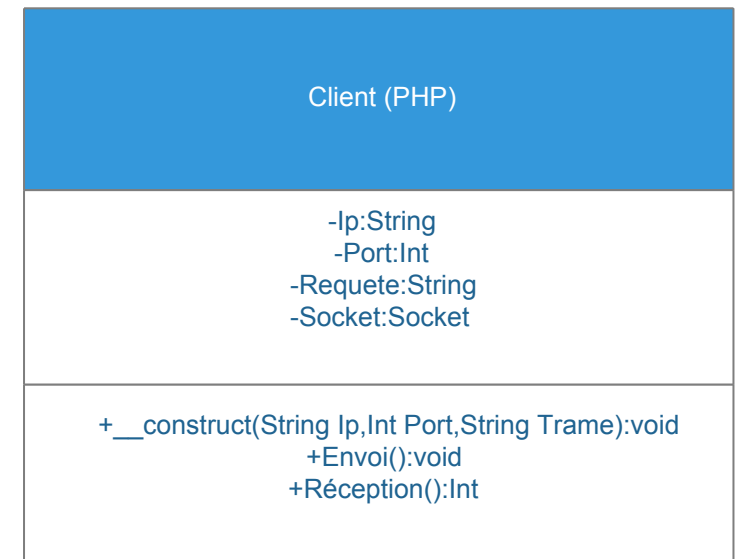 Client (PHP)
-Ip:String
-Port:Int
-Requete:String
-Socket:Socket
+__construct(String Ip,Int Port,String Trame):void
+Envoi():void
+Réception():Int